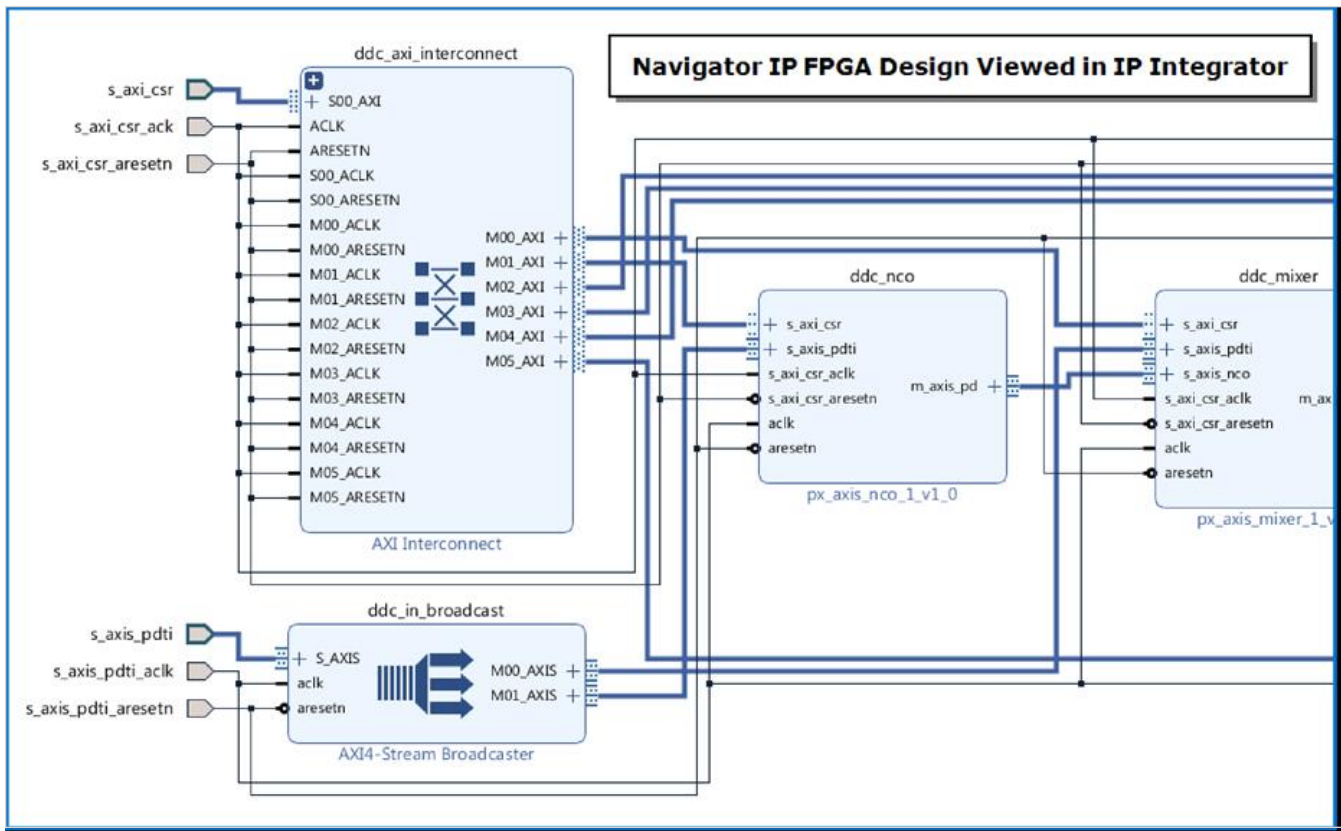 Navigator IP FPGA Design Viewed in IP Integrator
ddc_axi_interconnect
s_axi_csr
s_axi_csr_ack
s_axi_csr_aresetn
S00_AXI
ACLK
ARESETN
S00_ACLK
S00_ARESETN
M00_ACLK
M00_ARESETN
M01_ACLK
M01_ARESETN
M02_ACLK
M02_ARESETN
M03_ACLK
M03_ARESETN
M04_ACLK
M04_ARESETN
M05_ACLK
M05_ARESETN
M00_AXI
M01_AXI
M02_AXI
M03_AXI
M04_AXI
M05_AXI
AXI Interconnect
ddc_nco
s_axi_csr
s_axis_pdti
s_axi_csr_aclk
s_axi_csr_aresetn
aclk
aresetn
m_axis_pd
px_axis_nco_1_v1_0
ddc_mixer
s_axi_csr
s_axis_pdti
s_axis_nco
s_axi_csr_aclk
s_axi_csr_aresetn
aclk
aresetn
m_ax
px_axis_mixer_1_v
ddc_in_broadcast
s_axis_pdti
s_axis_pdti_aclk
s_axis_pdti_aresetn
S_AXIS
aclk
aresetn
M00_AXIS
M01_AXIS
AXI4-Stream Broadcaster